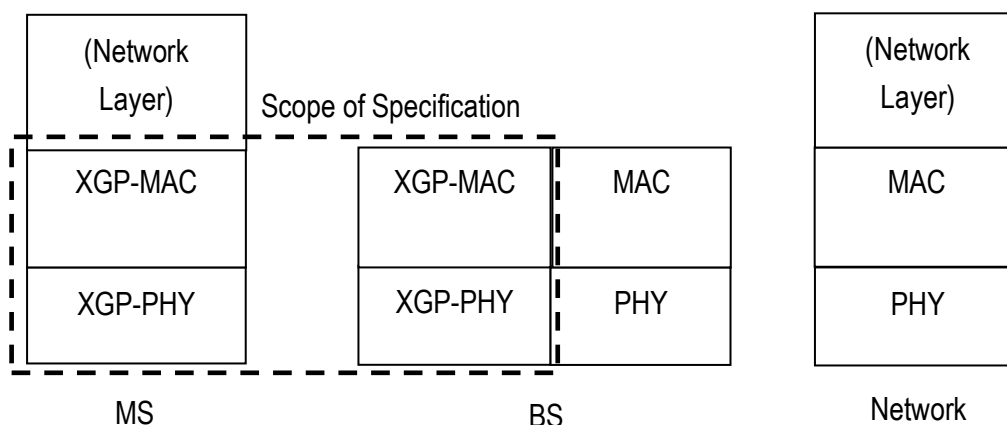 (Network
Layer)
(Network
Layer)
Scope of Specification
XGP-MAC
XGP-MAC
MAC
MAC
XGP-PHY
XGP-PHY
PHY
PHY
MS
BS
Network